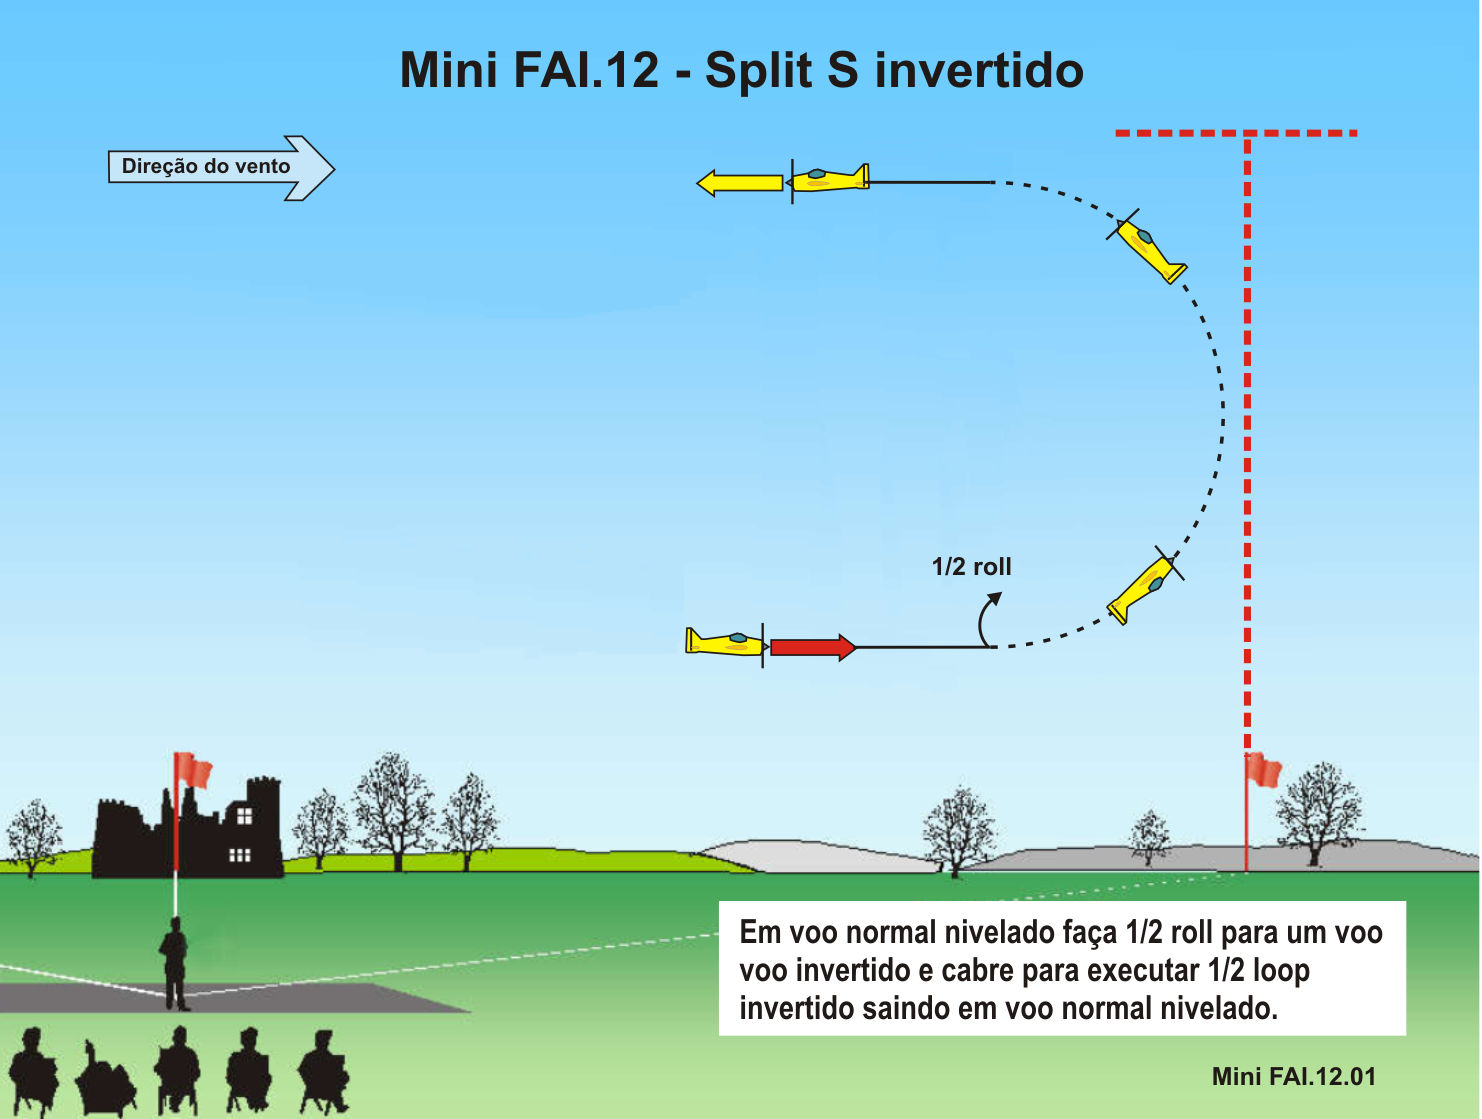 Mini FAI.12 - Split S invertido
Direção do vento
1/2 roll
Em voo normal nivelado faça 1/2 roll para um voo
voo invertido e cabre para executar 1/2 loop
invertido saindo em voo normal nivelado.
Mini FAI.12.01